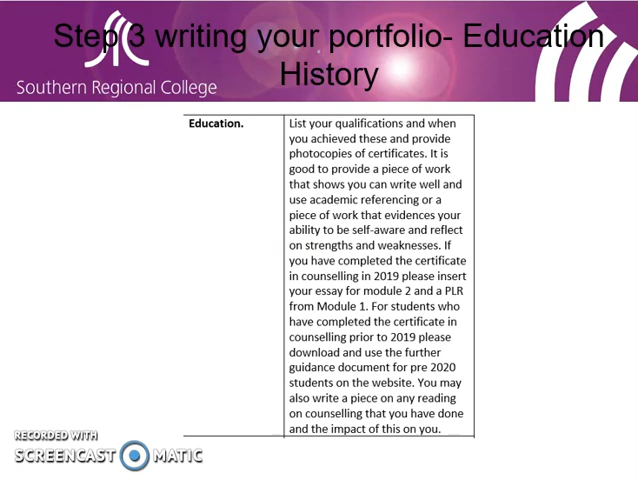 Step 3 writing your portfolio- Education
History
Southern Regional College
Education.
List your qualifications and when
you achieved these and provide
photocopies of certificates. It is
good to provide a piece of work
that shows you can write well and
use academic referencing or a
piece of work that evidences your
ability to be self-aware and reflect
on strengths and weaknesses. If
you have completed the certificate
in counselling in 2019 please insert
your essay for module 2 and a PLR
from Module 1. For students who
have completed the certificate in
counselling prior to 2019 please
download and use the further
guidance document for pre 2020
students on the website. You may
also write a piece on any reading
on counselling that you have done
and the impact of this on you.
RECORDED WITH
SCREENCAST MATIC